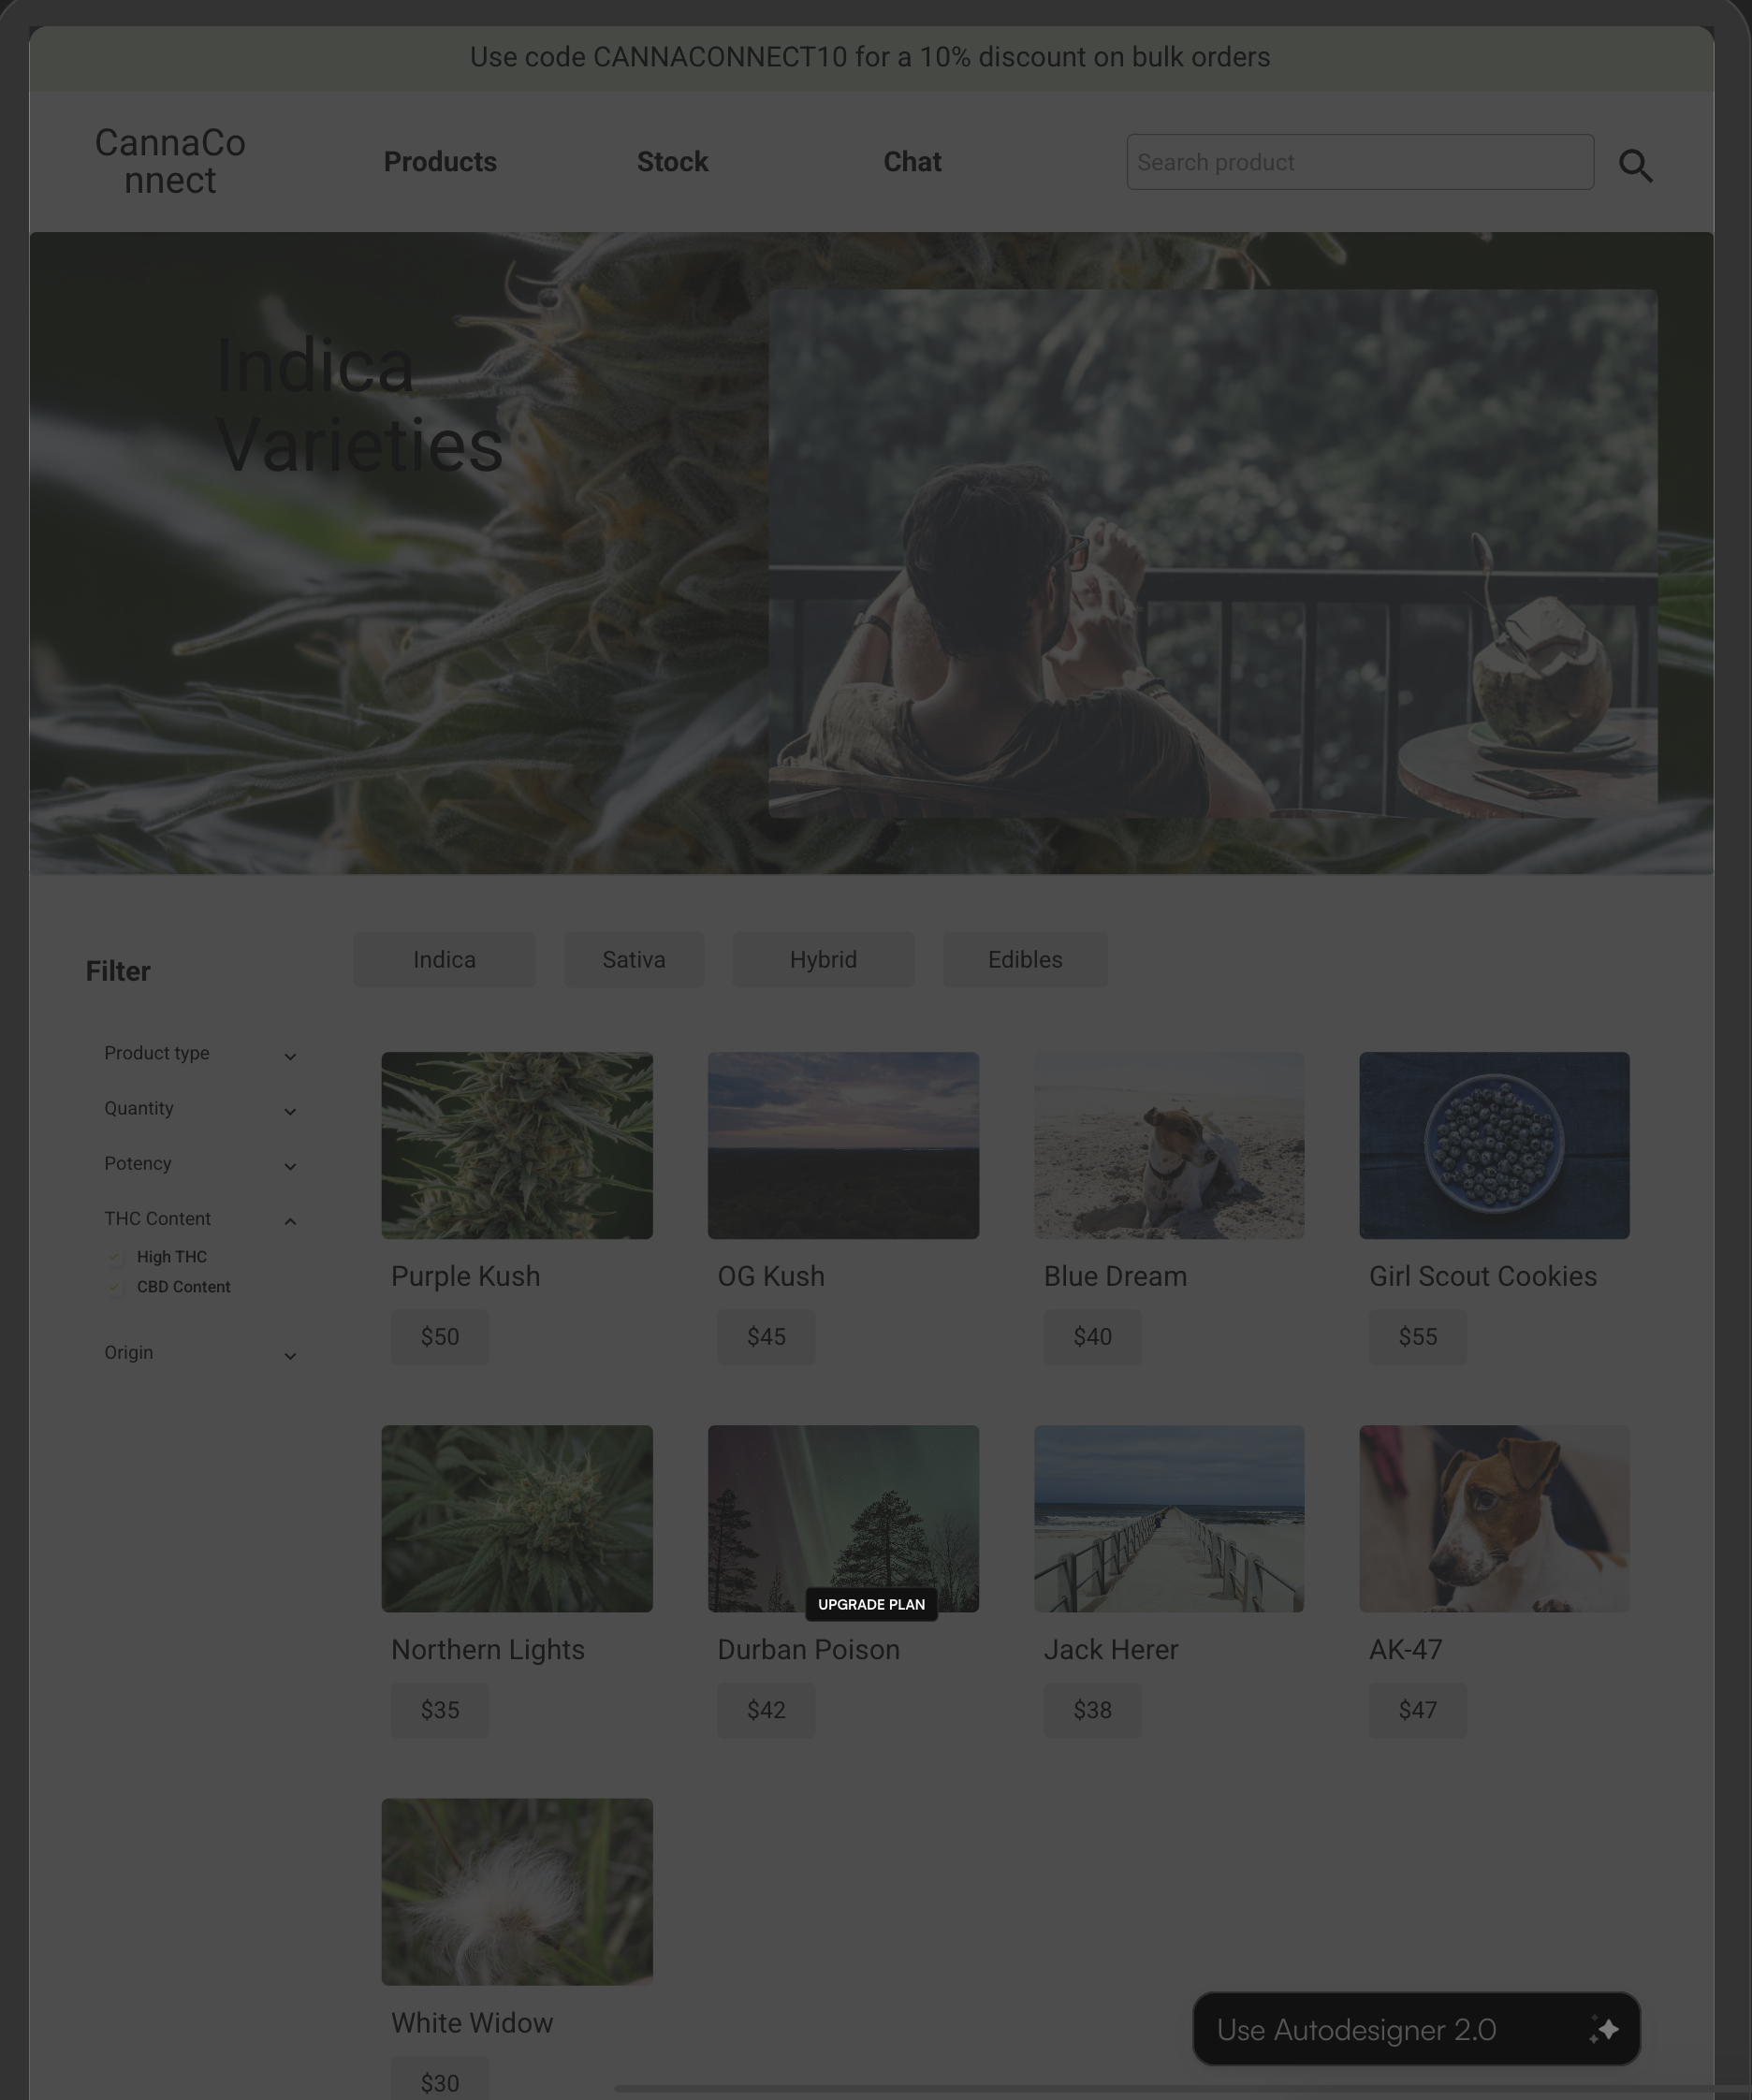 Use code CANNACONNECT10 for a 10% discount on bulk orders
CannaCo
nnect
Products
Stock
Chat
Search product
Indica
Varieties
Filter
Indica
Sativa
Hybrid
Edibles
Product type
Quantity
Potency
THC Content
High THC
CBD Content
Origin
Purple Kush
OG Kush
Blue Dream
Girl Scout Cookies
$50
$45
$40
$55
UPGRADE PLAN
Northern Lights
Durban Poison
Jack Herer
AK-47
$35
$42
$38
$47
White Widow
$30
Use Autodesigner 2.0